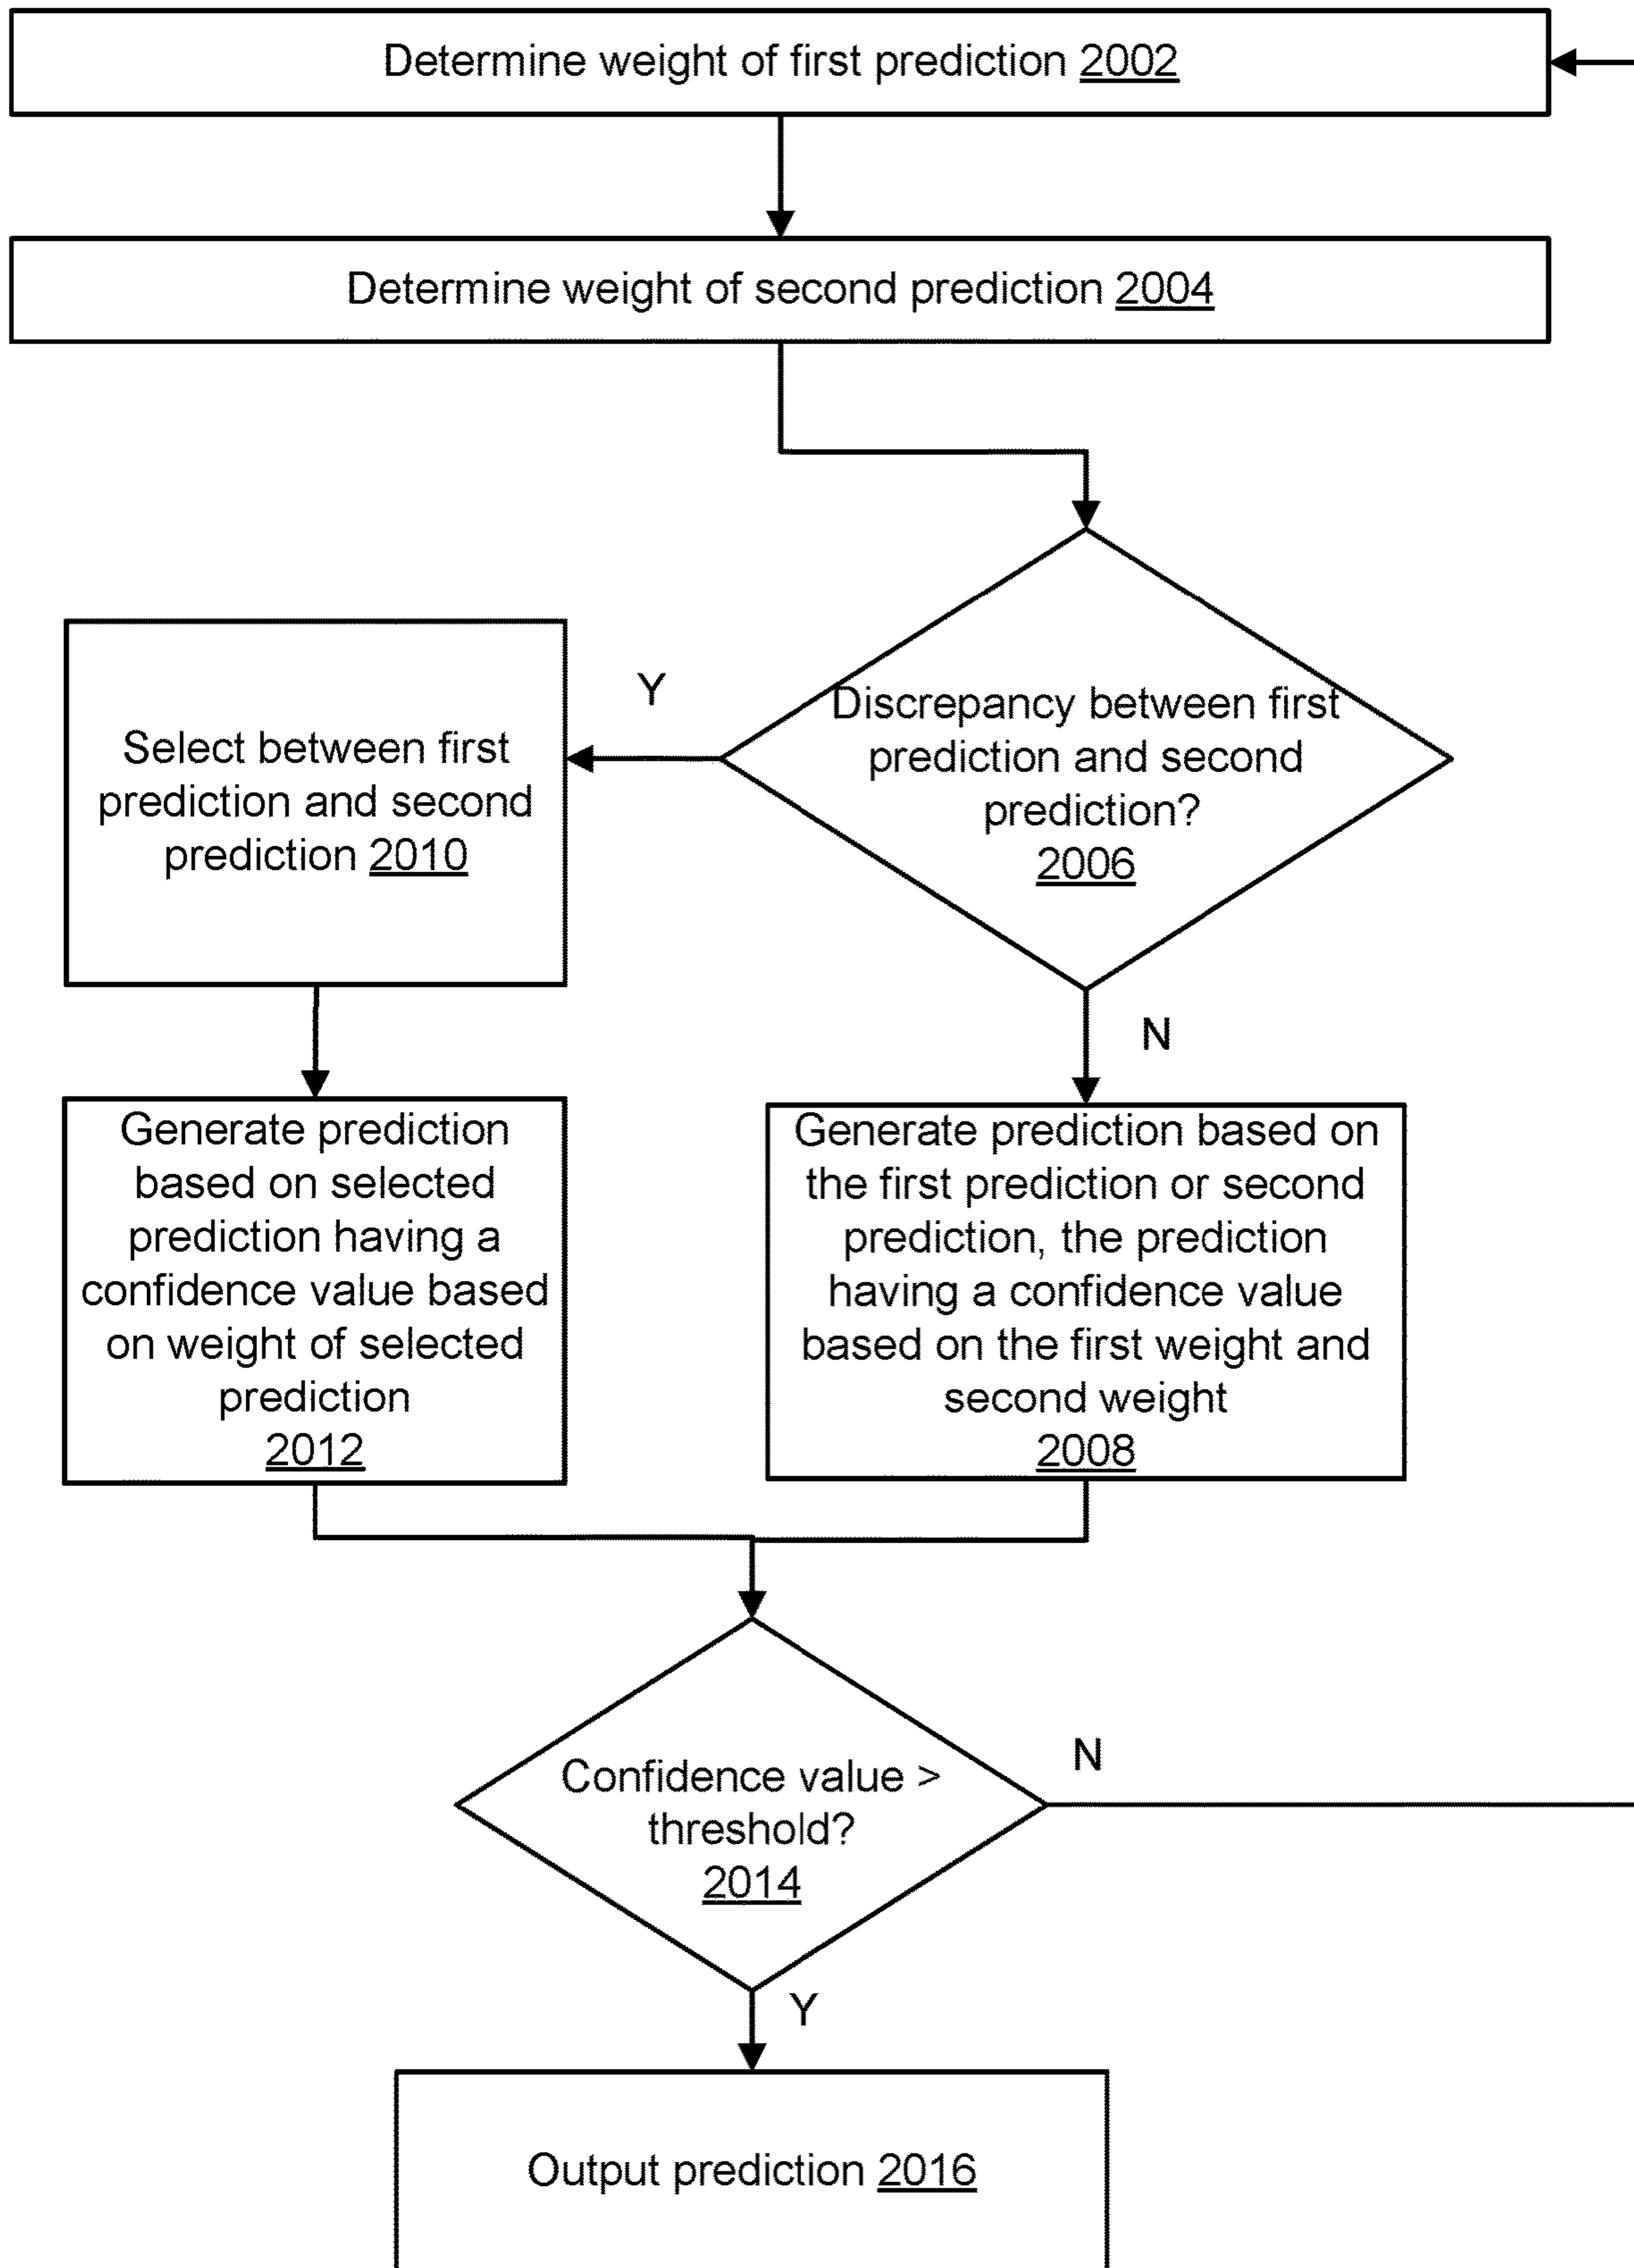 Determine weight of first prediction 2002
Determine weight of second prediction 2004
Y
Discrepancy between first
prediction and second
prediction?
2006
Select between first
prediction and second
prediction 2010
N
Generate prediction
based on selected
prediction having a
confidence value based
on weight of selected
prediction
2012
Generate prediction based on
the first prediction or second
prediction, the prediction
having a confidence value
based on the first weight and
second weight
2008
N
Confidence value >
threshold?
2014
Y
Output prediction 2016